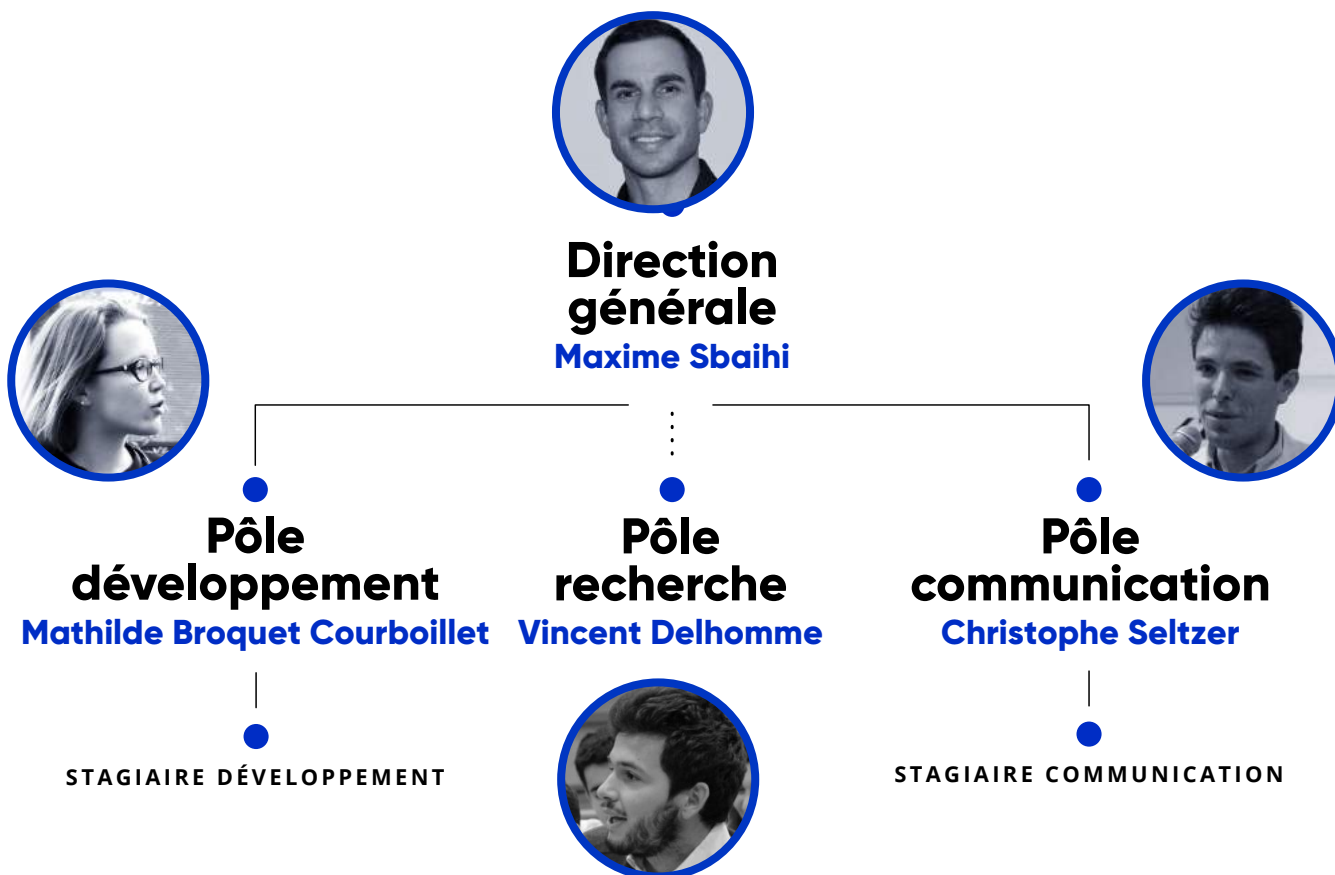 Direction
générale
Maxime Sbaihi
Pôle
développement
Mathilde Broquet Courboillet
Pôle
recherche
Vincent Delhomme
Pôle
communication
Christophe Seltzer
STAGIAIRE DÉVELOPPEMENT
STAGIAIRE COMMUNICATION